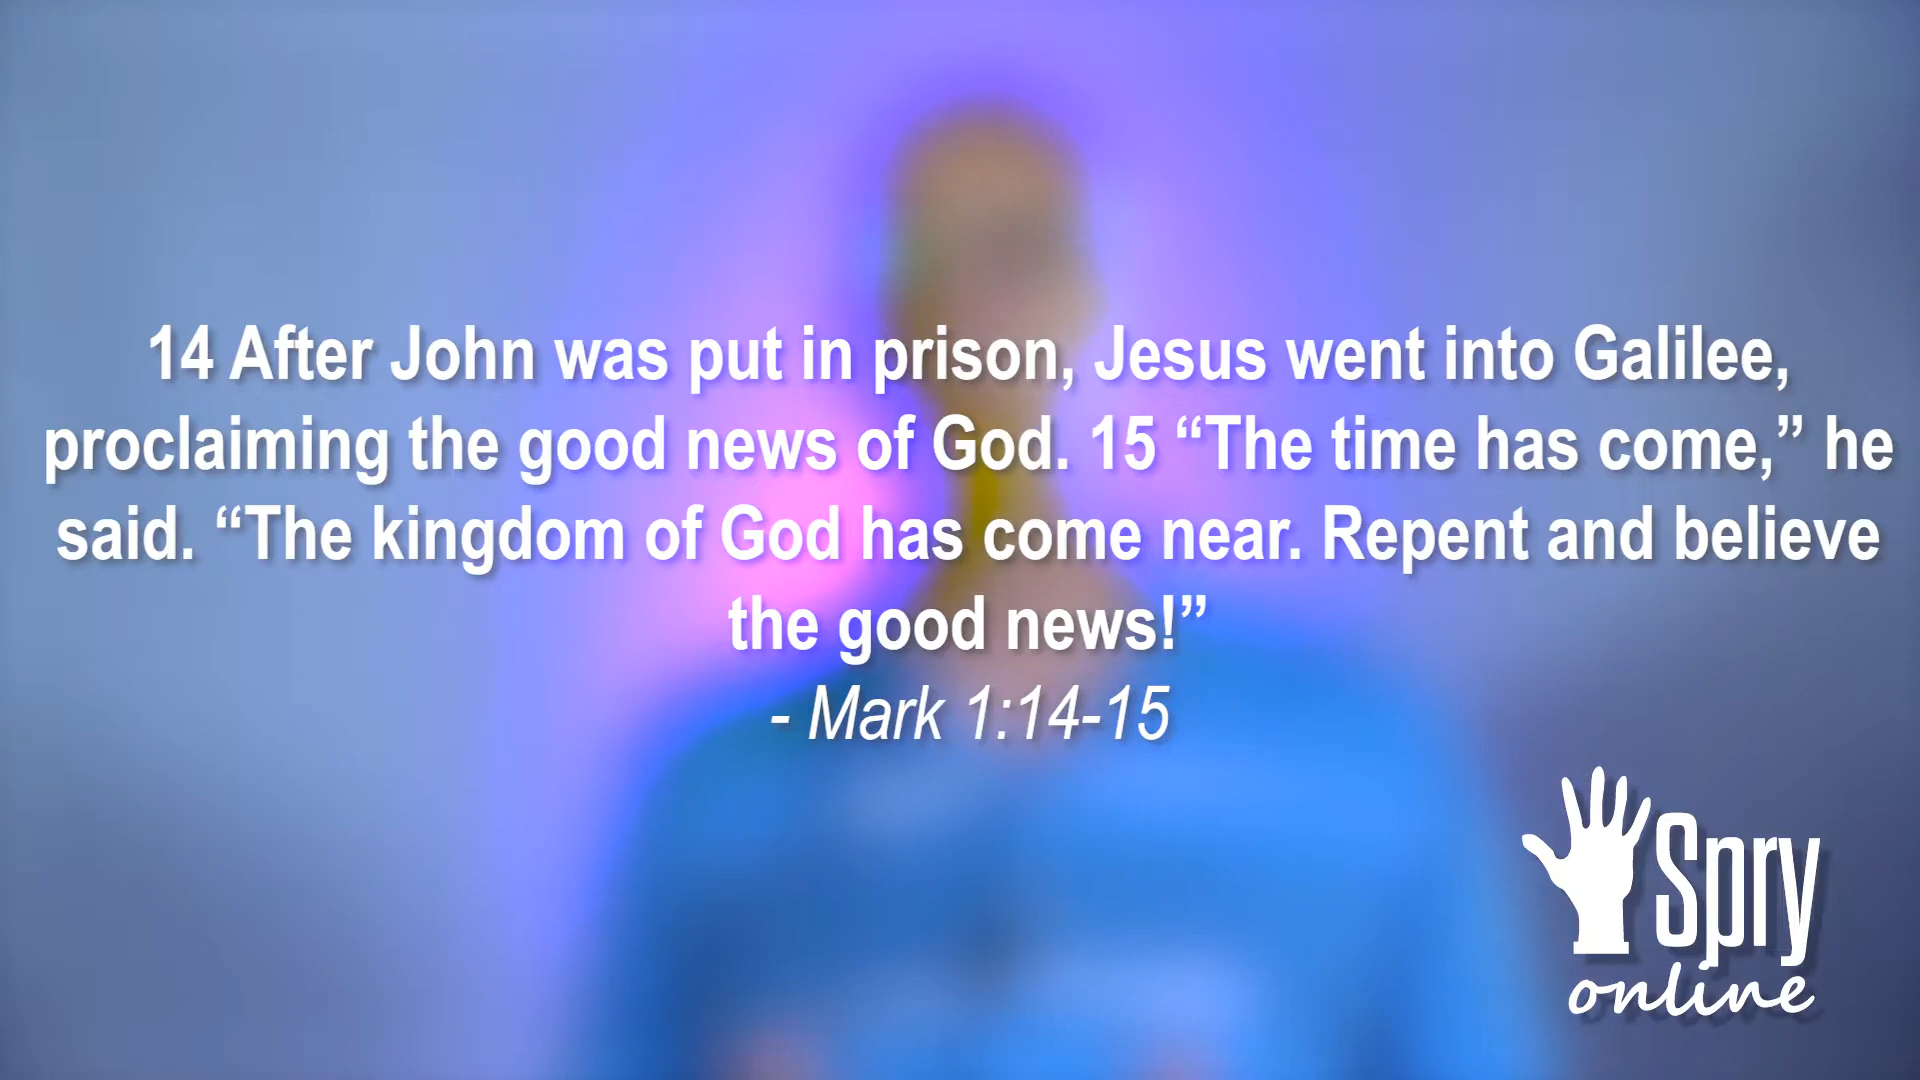 14 After John was put in prison, Jesus went into Galilee,
proclaiming the good news of God. 15 “The time has come,” he
said. “The kingdom of God has come near. Repent and believe
the good news!”
- Mark 1:14-15
Spry
online